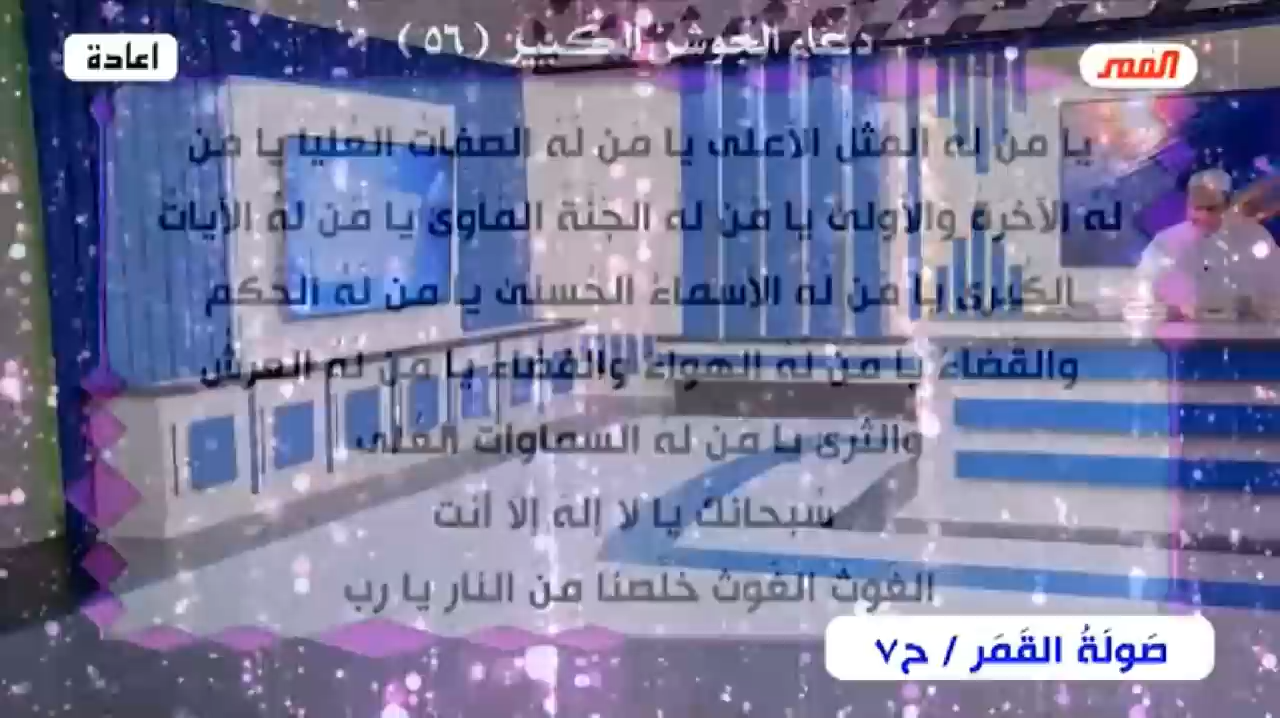 دعاء الجوشن الكبير (٥٦)
اعادة
القمر
يا من له المثل الأعلى يا من له الصفات العليا يا من
له الآخرة والأولى يا من له الجنة المأوى يا من له الآيات
الكبرى يا من له الأسماء الحسنى يا من له الحكم
والقضاء يا من له الهواء والفضاء يا من له العرش
والثرى يا من له السماوات العلى
سبحانك يا لا إله إلا أنت
الغوث الغوث خلصنا من النار يا رب
صَولَةُ القَمَر / ح٧